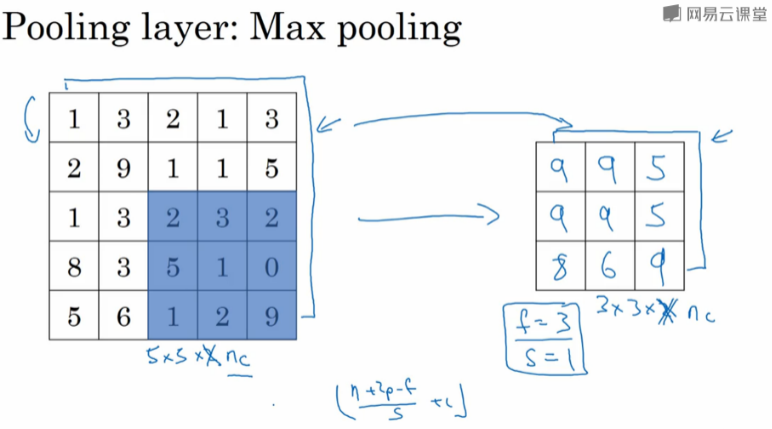 网易云课堂
Pooling layer: Max pooling
1 3 2 1 3
2 9 1 1 5
1 3 2 3 2
8 3 5 1 0
5 6 1 2 9
5×5× nc
9 9 5
9 9 5
8 6 9
3×3× nc
f=3
s=1
⌊(n+2p-f)/s +1⌋